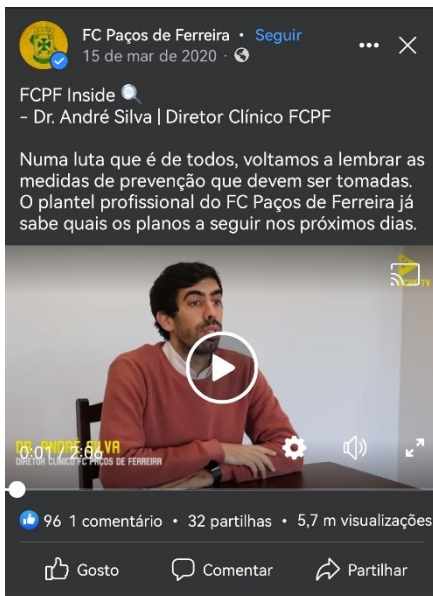 FC Paços de Ferreira • Seguir
15 de mar de 2020 ·
FCPF Inside
- Dr. André Silva | Diretor Clínico FCPF
Numa luta que é de todos, voltamos a lembrar as
medidas de prevenção que devem ser tomadas.
O plantel profissional do FC Paços de Ferreira já
sabe quais os planos a seguir nos próximos dias.
DR. ANDRÉ SILVA
0:01 / 2:06
DIRETOR CLÍNICO FC PAÇOS DE FERREIRA
96 1 comentário • 32 partilhas • 5,7 m visualizações
Gosto Comentar Partilhar